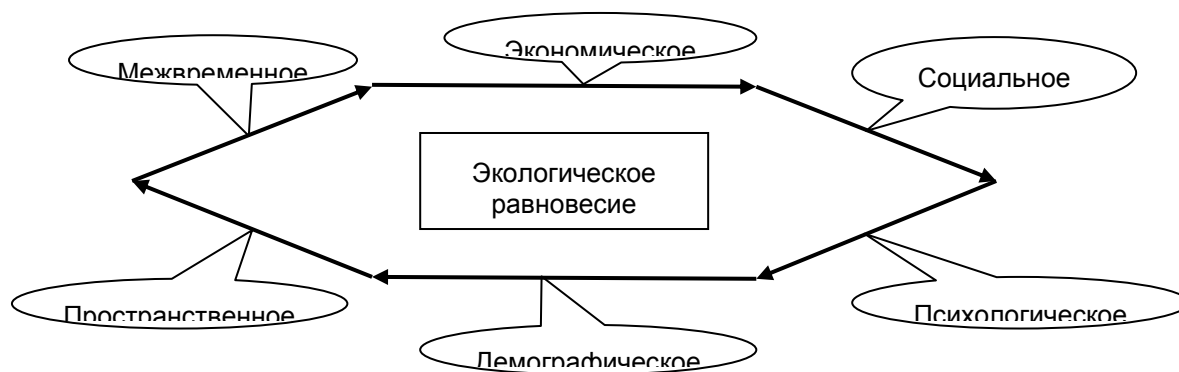 Экономическое
Межвременное
Социальное
Экологическое
равновесие
Пространственное
Психологическое
Демографическое